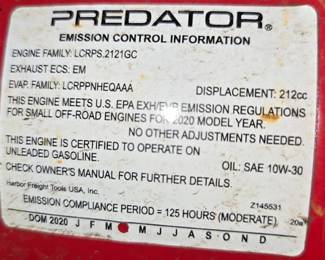 PREDATOR®
EMISSION CONTROL INFORMATION
ENGINE FAMILY: LCRPS.2121GC
EXHAUST ECS: EM
EVAP. FAMILY: LCRPPNHEQAAA
DISPLACEMENT: 212cc
THIS ENGINE MEETS U.S. EPA EXH/EVP EMISSION REGULATIONS
FOR SMALL OFF-ROAD ENGINES FOR 2020 MODEL YEAR.
NO OTHER ADJUSTMENTS NEEDED.
THIS ENGINE IS CERTIFIED TO OPERATE ON
UNLEADED GASOLINE.
OIL: SAE 10W-30
CHECK OWNER'S MANUAL FOR FURTHER DETAILS.
Harbor Freight Tools USA, Inc.
Z145531
EMISSION COMPLIANCE PERIOD = 125 HOURS (MODERATE)
20a
DOM 2020 J F M M J J A S O N D